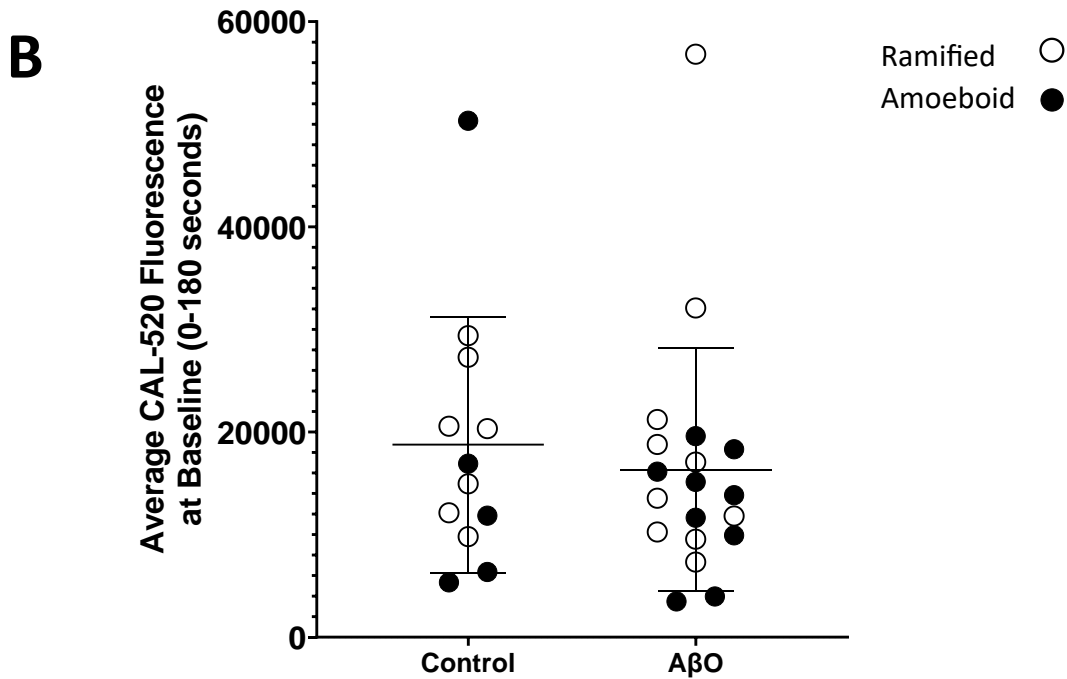 B
60000
40000
20000
0
Average CAL-520 Fluorescence
at Baseline (0-180 seconds)
Control
AβO
Ramified
Amoeboid